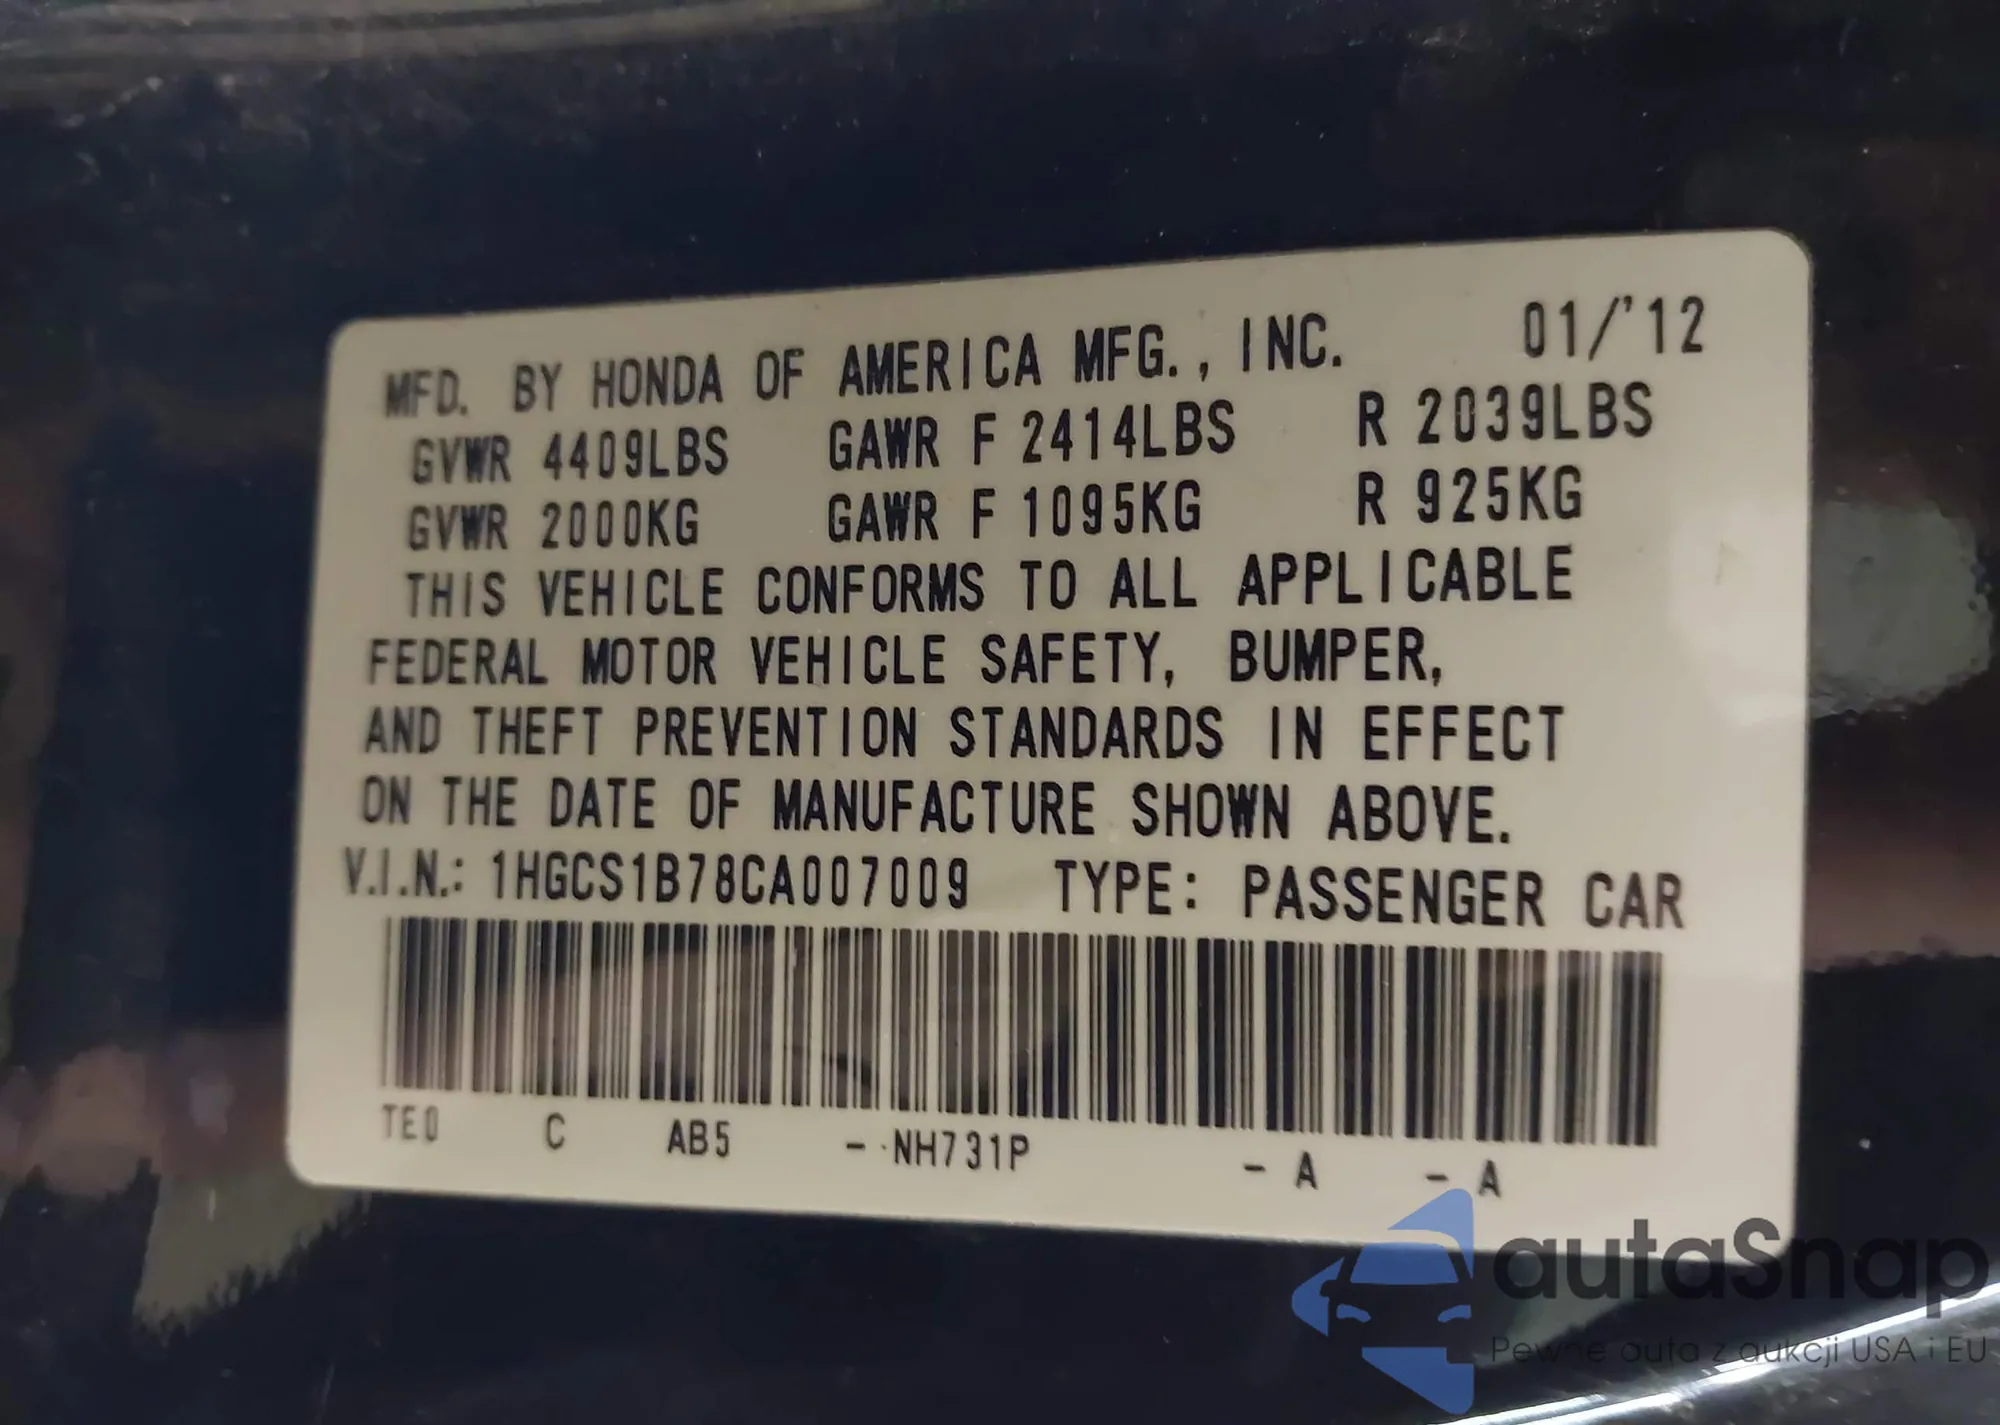 MFD. BY HONDA OF AMERICA MFG., INC. 01/'12
GVWR 4409LBS GAWR F 2414LBS R 2039LBS
GVWR 2000KG GAWR F 1095KG R 925KG
THIS VEHICLE CONFORMS TO ALL APPLICABLE
FEDERAL MOTOR VEHICLE SAFETY, BUMPER,
AND THEFT PREVENTION STANDARDS IN EFFECT
ON THE DATE OF MANUFACTURE SHOWN ABOVE.
V.I.N.: 1HGCS1B78CA007009 TYPE: PASSENGER CAR
TE0 C AB5 - NH731P - A - A
autaSnap
Pewne auta z aukcji USA i EU